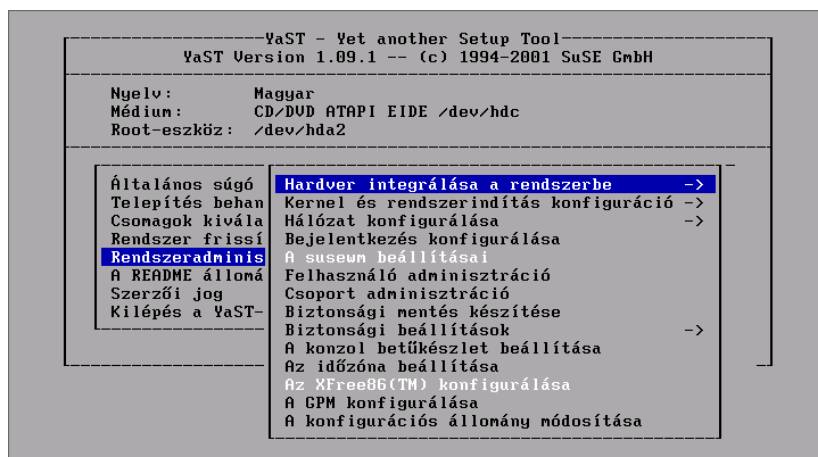 YaST - Yet another Setup Tool
YaST Version 1.09.1 -- (c) 1994-2001 SuSE GmbH
Nyelv: Magyar
Médium: CD/DVD ATAPI EIDE /dev/hdc
Root-eszköz: /dev/hda2
Általános súgó
Telepítés behan
Csomagok kivála
Rendszer frissí
Rendszeradminis
A README állomá
Szerzői jog
Kilépés a YaST-
Hardver integrálása a rendszerbe ->
Kernel és rendszerindítás konfiguráció ->
Hálózat konfigurálása ->
Bejelentkezés konfigurálása
A susewm beállításai
Felhasználó adminisztráció
Csoport adminisztráció
Biztonsági mentés készítése
Biztonsági beállítások ->
A konzol betűkészlet beállítása
Az időzóna beállítása
Az XFree86(TM) konfigurálása
A GPM konfigurálása
A konfigurációs állomány módosítása